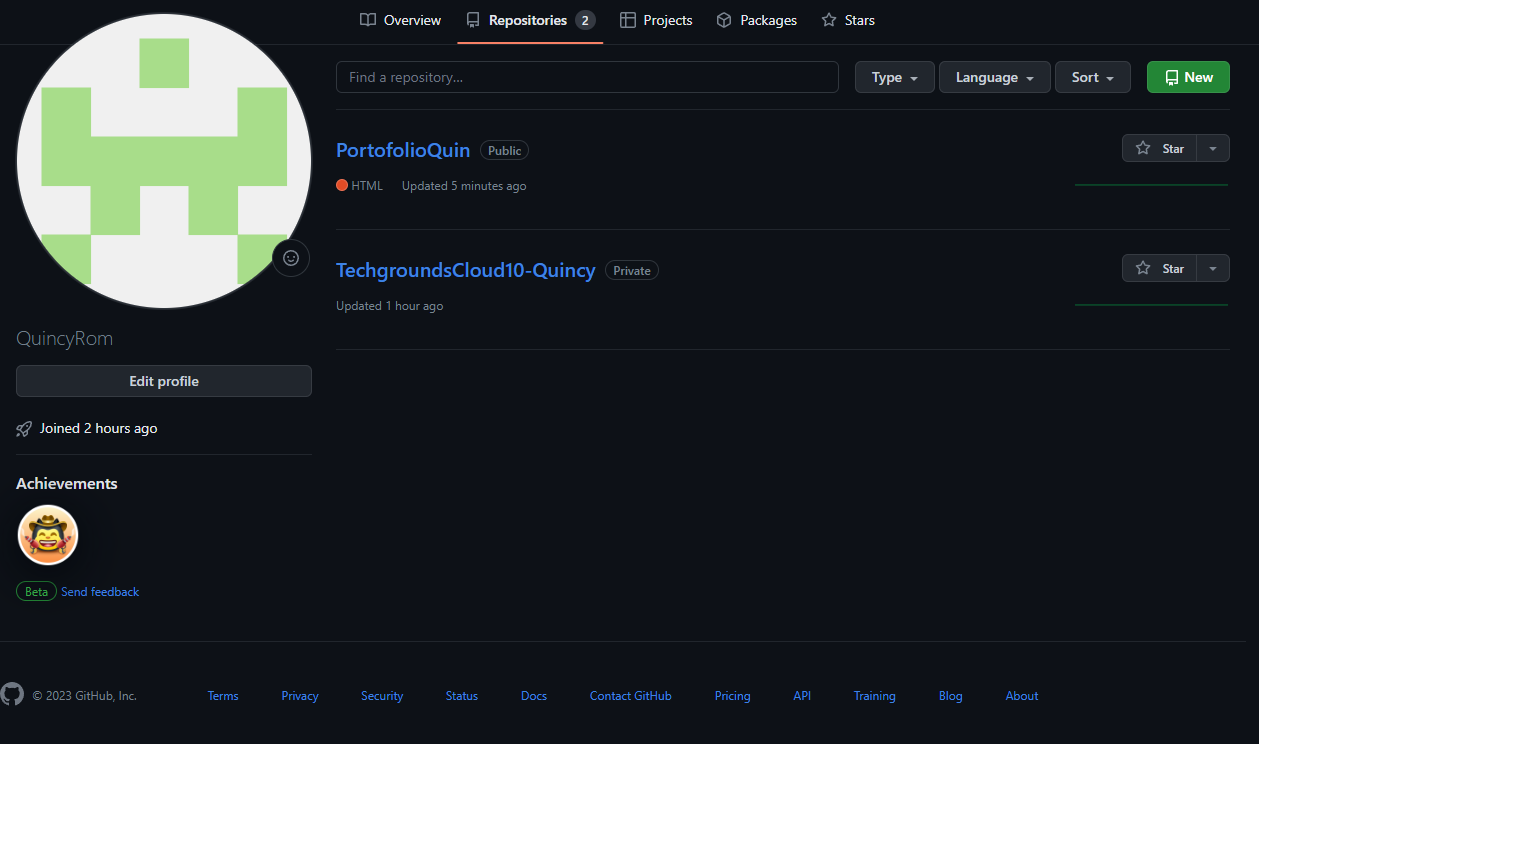 Overview Repositories 2 Projects Packages Stars
Find a repository... Type Language Sort New
PortofolioQuin Public Star
HTML Updated 5 minutes ago
TechgroundsCloud10-Quincy Private Star
Updated 1 hour ago
QuincyRom
Edit profile
Joined 2 hours ago
Achievements
Beta Send feedback
© 2023 GitHub, Inc. Terms Privacy Security Status Docs Contact GitHub Pricing API Training Blog About